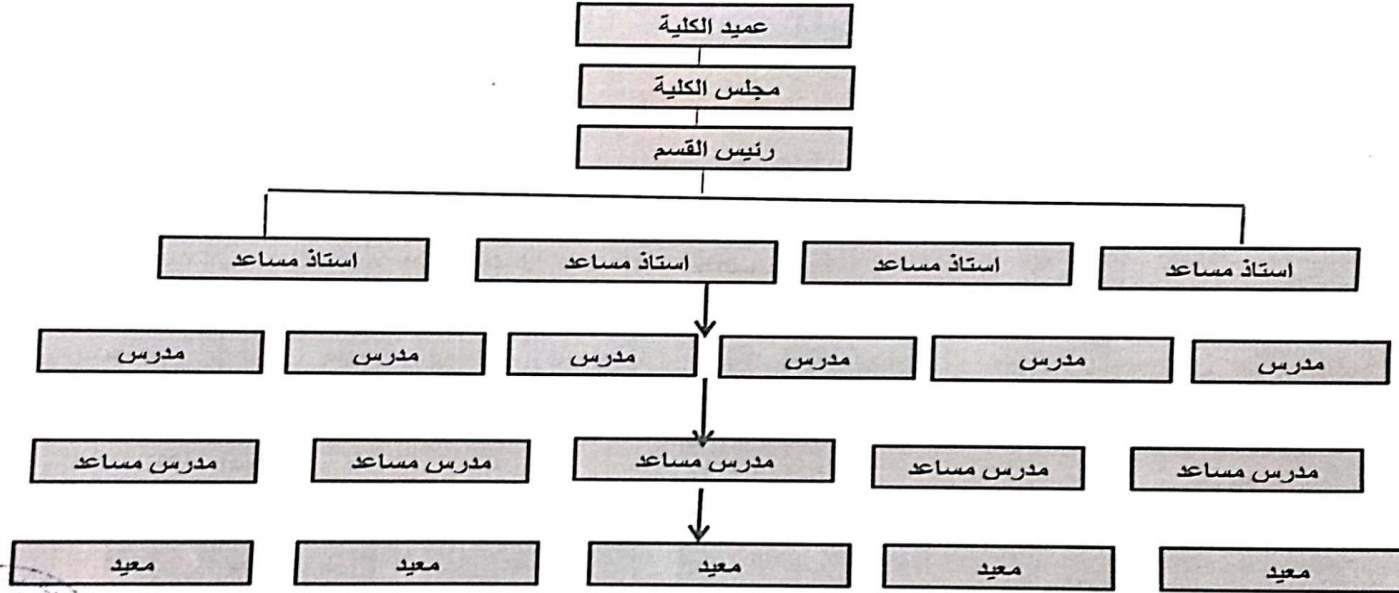 عميد الكلية
مجلس الكلية
رئيس القسم
استاذ مساعد استاذ مساعد استاذ مساعد استاذ مساعد
مدرس مدرس مدرس مدرس مدرس مدرس
مدرس مساعد مدرس مساعد مدرس مساعد مدرس مساعد مدرس مساعد
معيد معيد معيد معيد معيد